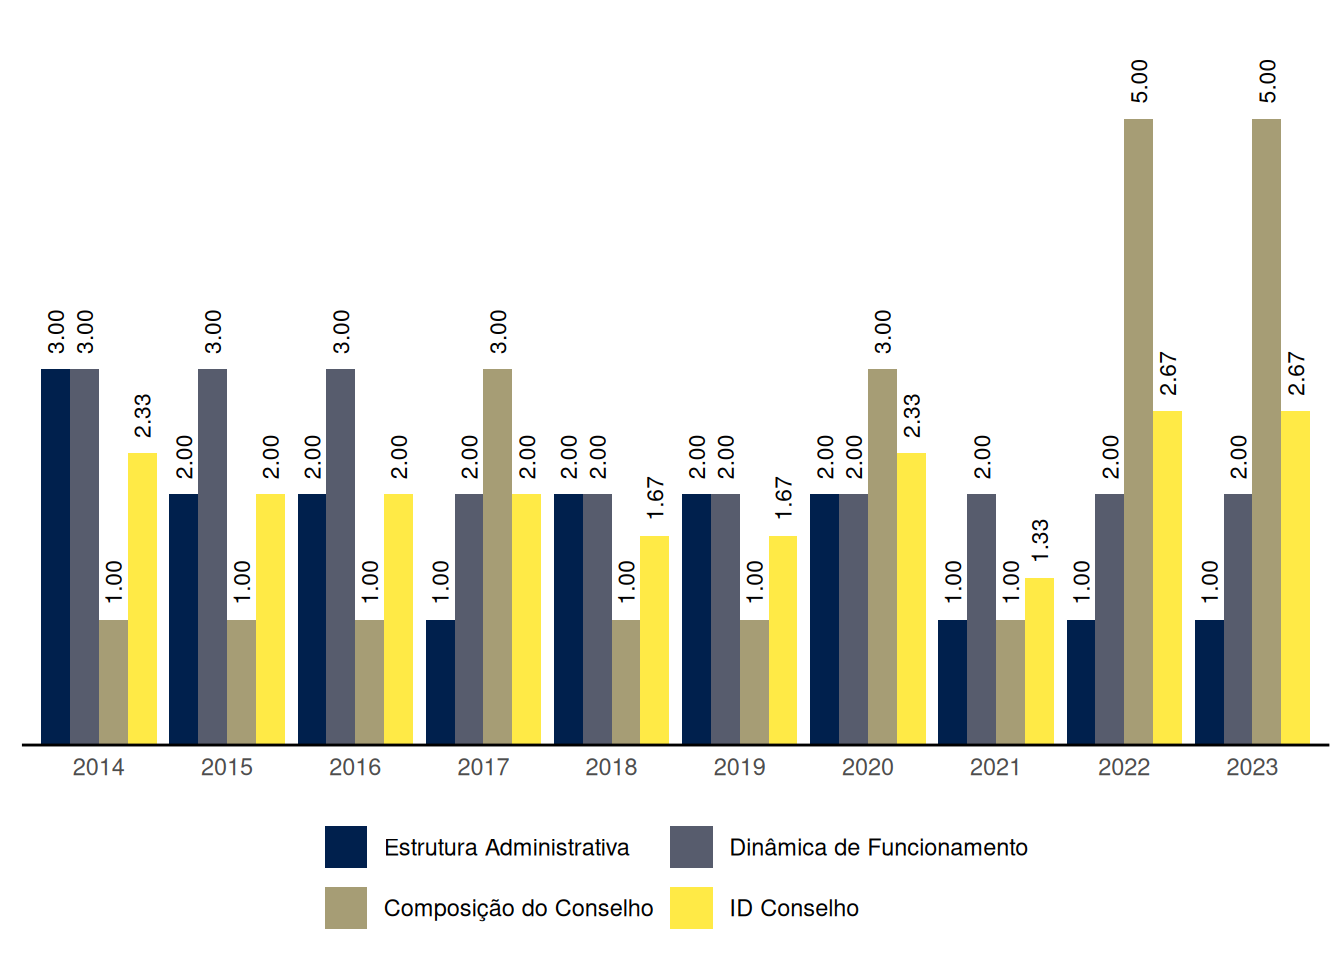 3.00 3.00 1.00 2.33 2.00 3.00 1.00 2.00 2.00 3.00 1.00 2.00 1.00 2.00 3.00 2.00 2.00 2.00 1.00 1.67 2.00 2.00 1.00 1.67 2.00 2.00 3.00 2.33 1.00 2.00 1.00 1.33 1.00 2.00 5.00 2.67 1.00 2.00 5.00 2.67
2014 2015 2016 2017 2018 2019 2020 2021 2022 2023
Estrutura Administrativa Dinâmica de Funcionamento
Composição do Conselho ID Conselho